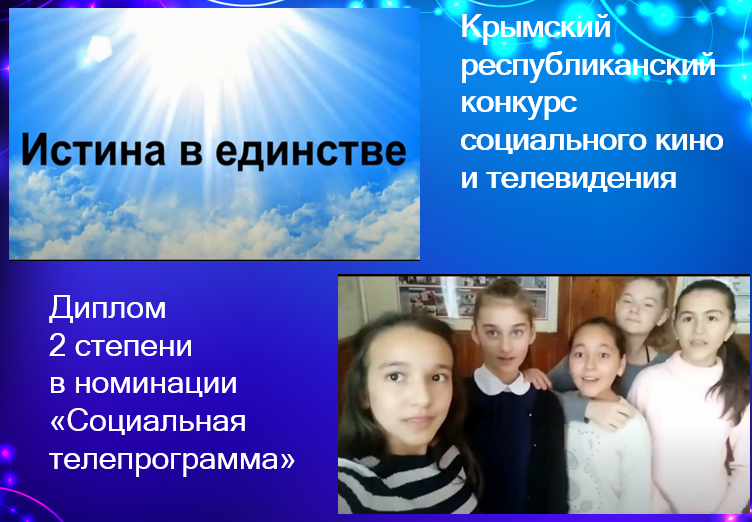 Истина в единстве
Крымский
республиканский
конкурс
социального кино
и телевидения
Диплом
2 степени
в номинации
«Социальная
телепрограмма»